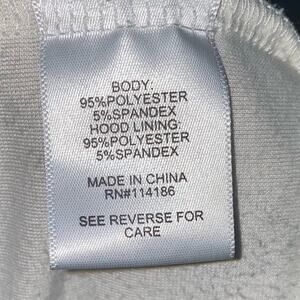 BODY:
95%POLYESTER
5%SPANDEX
HOOD LINING:
95%POLYESTER
5%SPANDEX
MADE IN CHINA
RN#114186
SEE REVERSE FOR
CARE